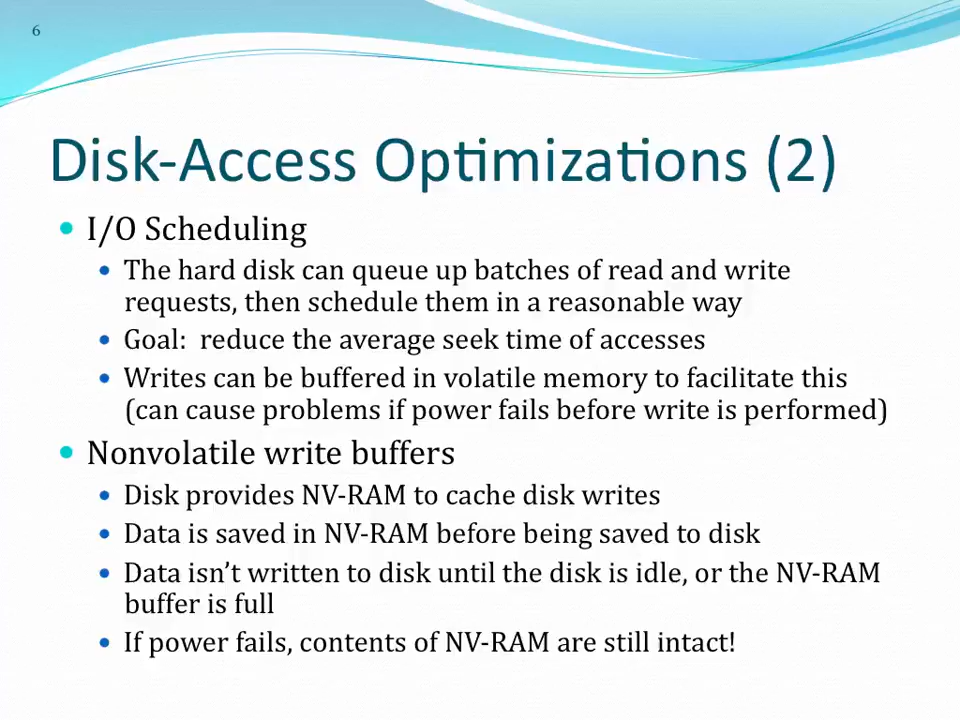 6
Disk-Access Optimizations (2)
• I/O Scheduling
• The hard disk can queue up batches of read and write
requests, then schedule them in a reasonable way
• Goal:  reduce the average seek time of accesses
• Writes can be buffered in volatile memory to facilitate this
(can cause problems if power fails before write is performed)
• Nonvolatile write buffers
• Disk provides NV-RAM to cache disk writes
• Data is saved in NV-RAM before being saved to disk
• Data isn’t written to disk until the disk is idle, or the NV-RAM
buffer is full
• If power fails, contents of NV-RAM are still intact!